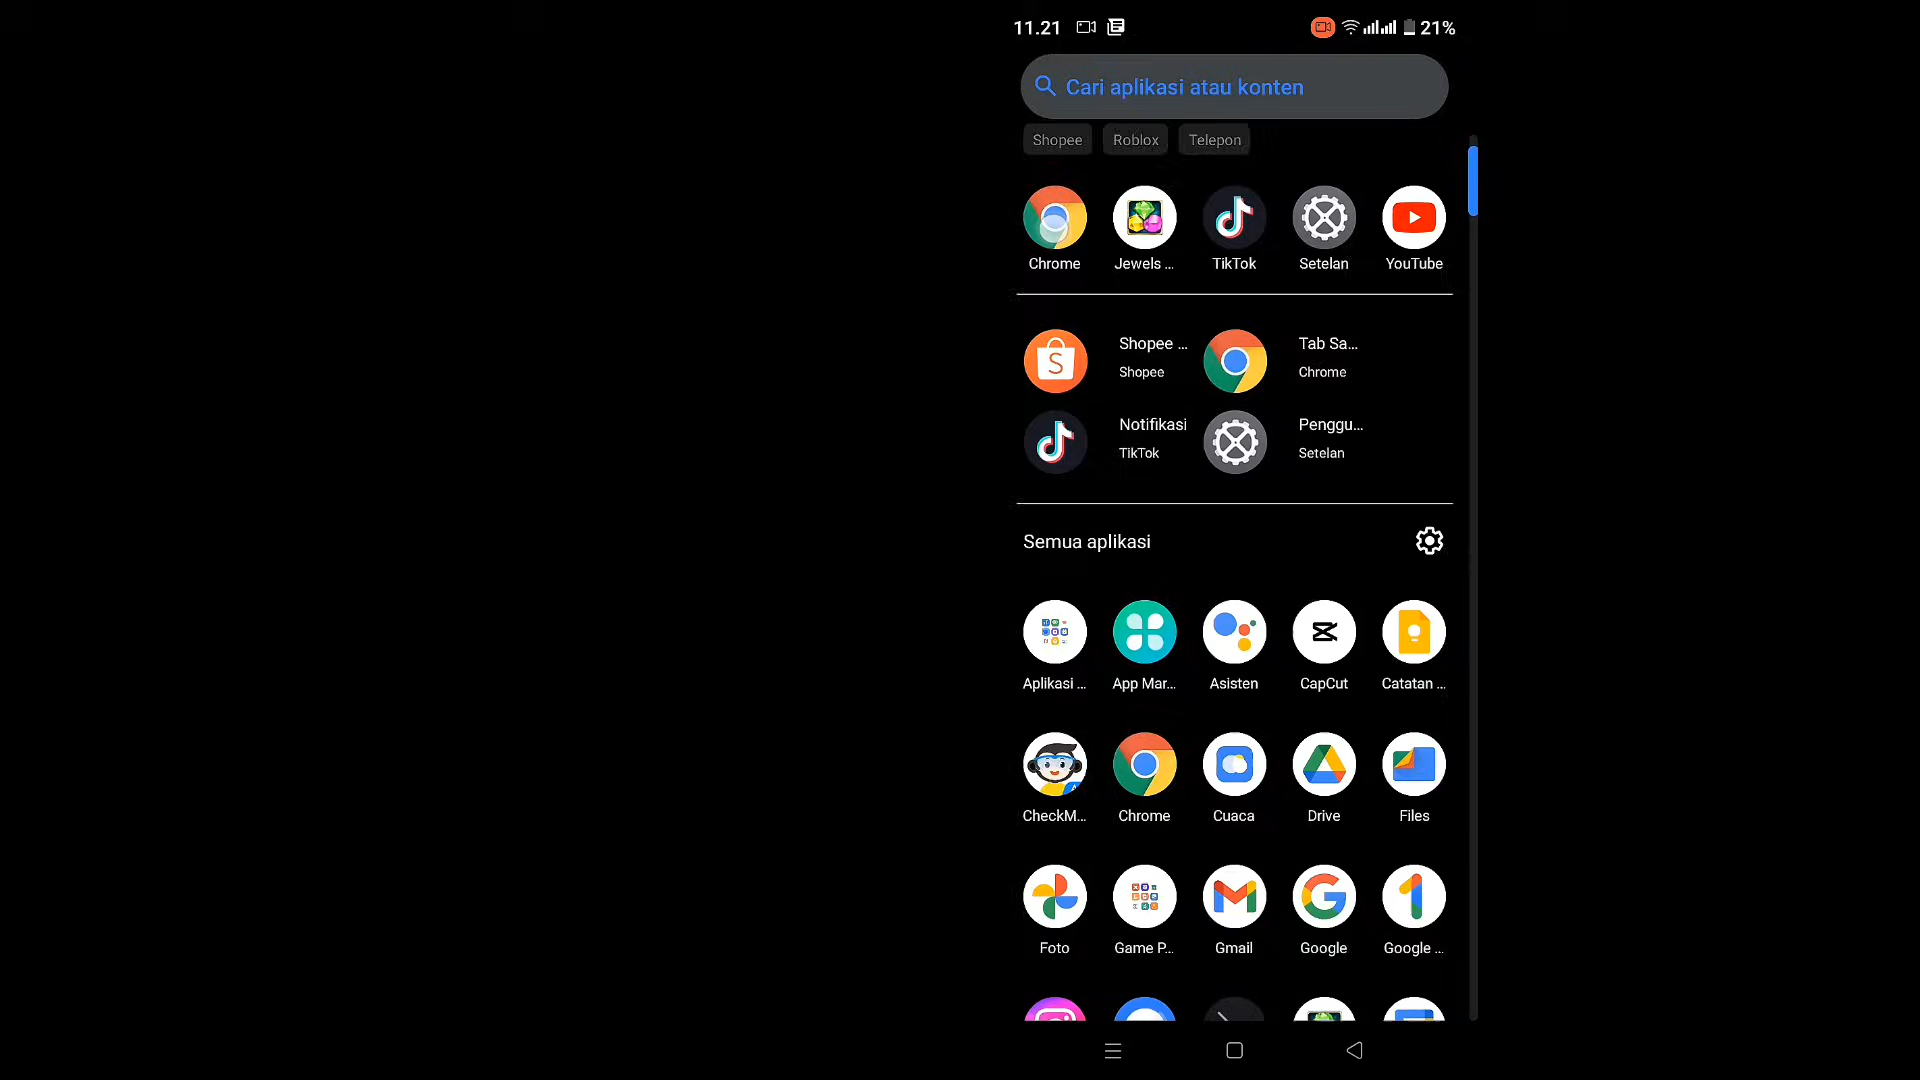 11.21 21%
Cari aplikasi atau konten
Shopee Roblox Telepon
Chrome Jewels ... TikTok Setelan YouTube
Shopee ... Tab Sa...
Shopee Chrome
Notifikasi Penggu...
TikTok Setelan
Semua aplikasi
Aplikasi ... App Mar... Asisten CapCut Catatan ...
CheckM... Chrome Cuaca Drive Files
Foto Game P... Gmail Google Google ...